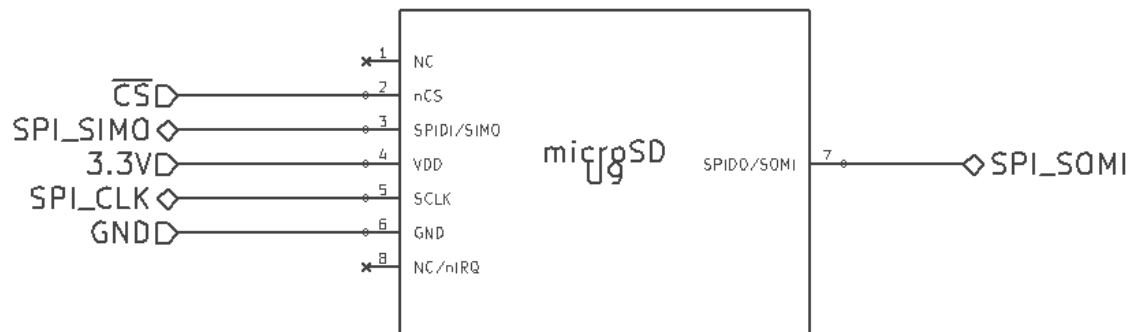 1 NC
C̅S̅ 2 nCS
SPI_SIMO 3 SPIDI/SIMO
3.3V 4 VDD
SPI_CLK 5 SCLK
GND 6 GND
8 NC/nIRQ
microSD
U9
SPIDO/SOMI 7 SPI_SOMI